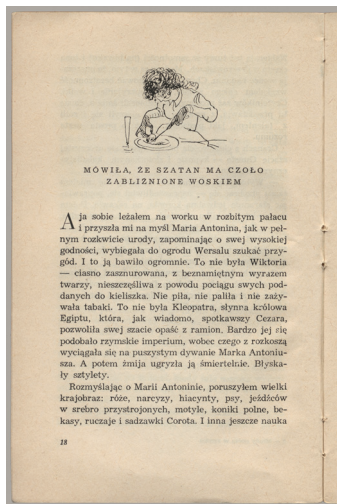 MÓWIŁA, ŻE SZATAN MA CZOŁO
ZABLIŹNIONE WOSKIEM
A ja sobie leżałem na worku w rozbitym pałacu
i przyszła mi na myśl Maria Antonina, jak w peł-
nym rozkwicie urody, zapominając o swej wysokiej
godności, wybiegała do ogrodu Wersalu szukać przy-
gód. I to ją bawiło ogromnie. To nie była Wiktoria
— ciasno zasznurowana, z beznamiętnym wyrazem
twarzy, nieszczęśliwa z powodu pociągu swych pod-
danych do kieliszka. Nie piła, nie paliła i nie zaży-
wała tabaki. To nie była Kleopatra, słynna królowa
Egiptu, która, jak wiadomo, spotkawszy Cezara,
pozwoliła swej szacie opaść z ramion. Bardzo jej się
podobało rzymskie imperium, wobec czego z rozkoszą
wyciągała się na puszystym dywanie Marka Antoniu-
sza. A potem żmija ugryzła ją śmiertelnie. Błyska-
ły sztylety.
Rozmyślając o Marii Antoninie, poruszyłem wielki
krajobraz: róże, narcyzy, hiacynty, psy, jeźdźców
w srebro przystrojonych, motyle, koniki polne, be-
kasy, ruczaje i sadzawki Corota. I inna jeszcze nauka
18